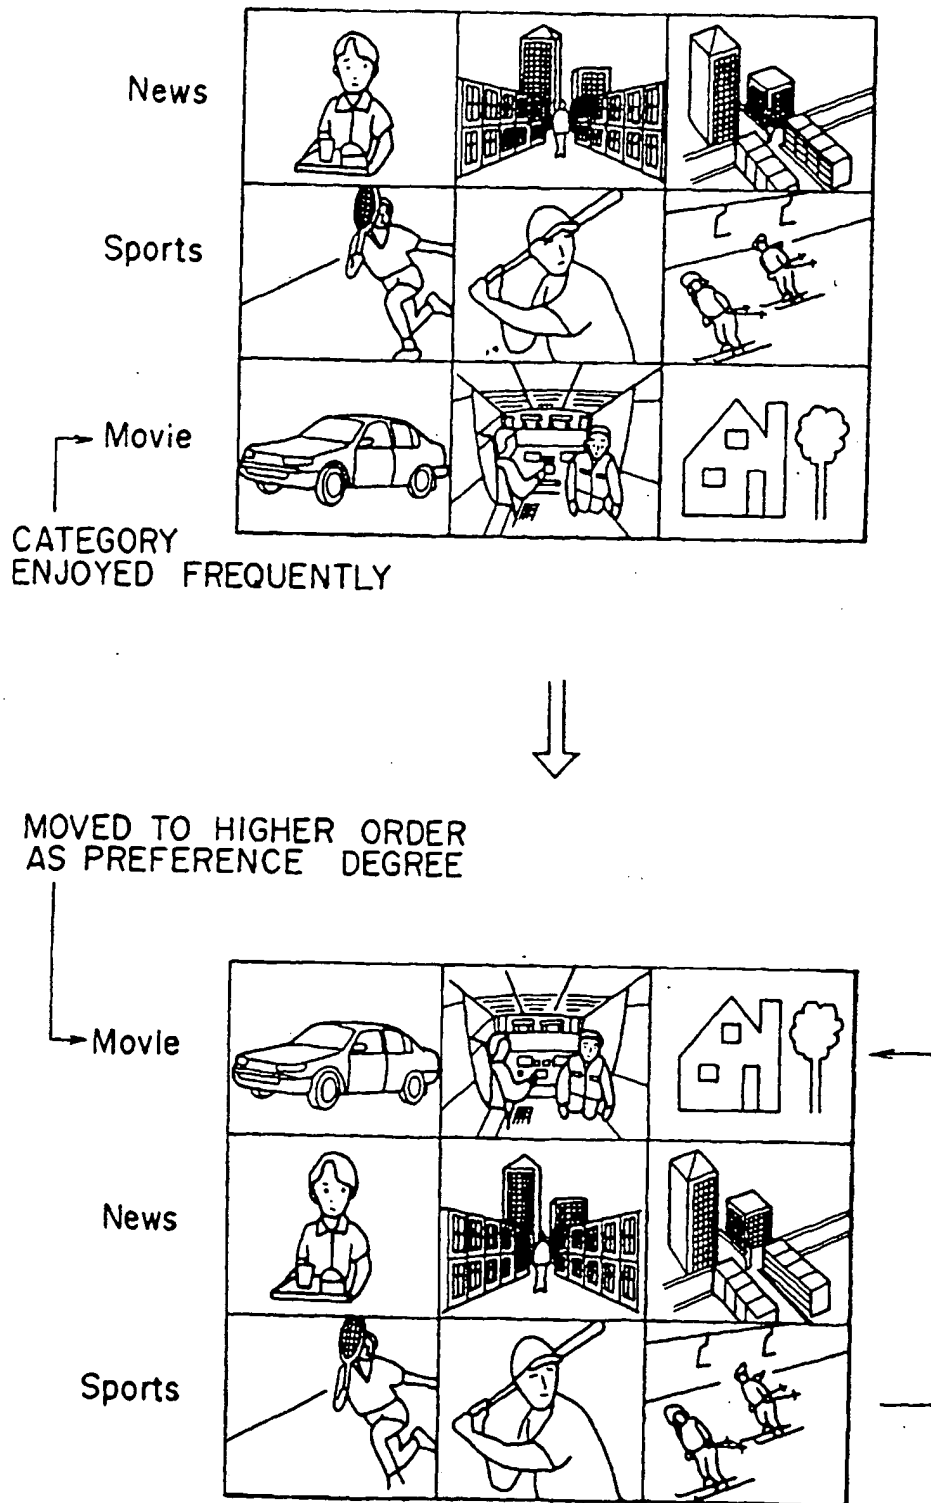 News
Sports
Movie
CATEGORY
ENJOYED FREQUENTLY
MOVED TO HIGHER ORDER
AS PREFERENCE DEGREE
Movie
News
Sports